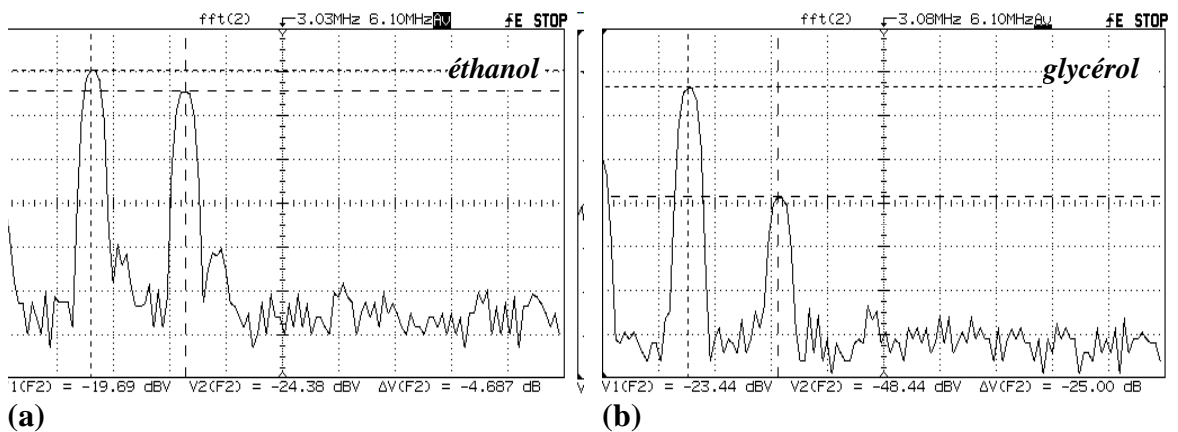 fft(2) 3.03MHz 6.10MHz Av E STOP
éthanol
1(F2) = -19.69 dBV V2(F2) = -24.38 dBV ΔV(F2) = -4.687 dB
(a)
fft(2) 3.08MHz 6.10MHz Av E STOP
glycérol
V1(F2) = -23.44 dBV V2(F2) = -48.44 dBV ΔV(F2) = -25.00 dB
(b)